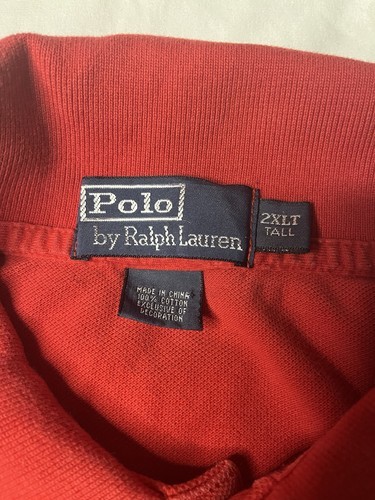 Polo
by Ralph Lauren
2XLT
TALL
MADE IN CHINA
100% COTTON
EXCLUSIVE OF
DECORATION